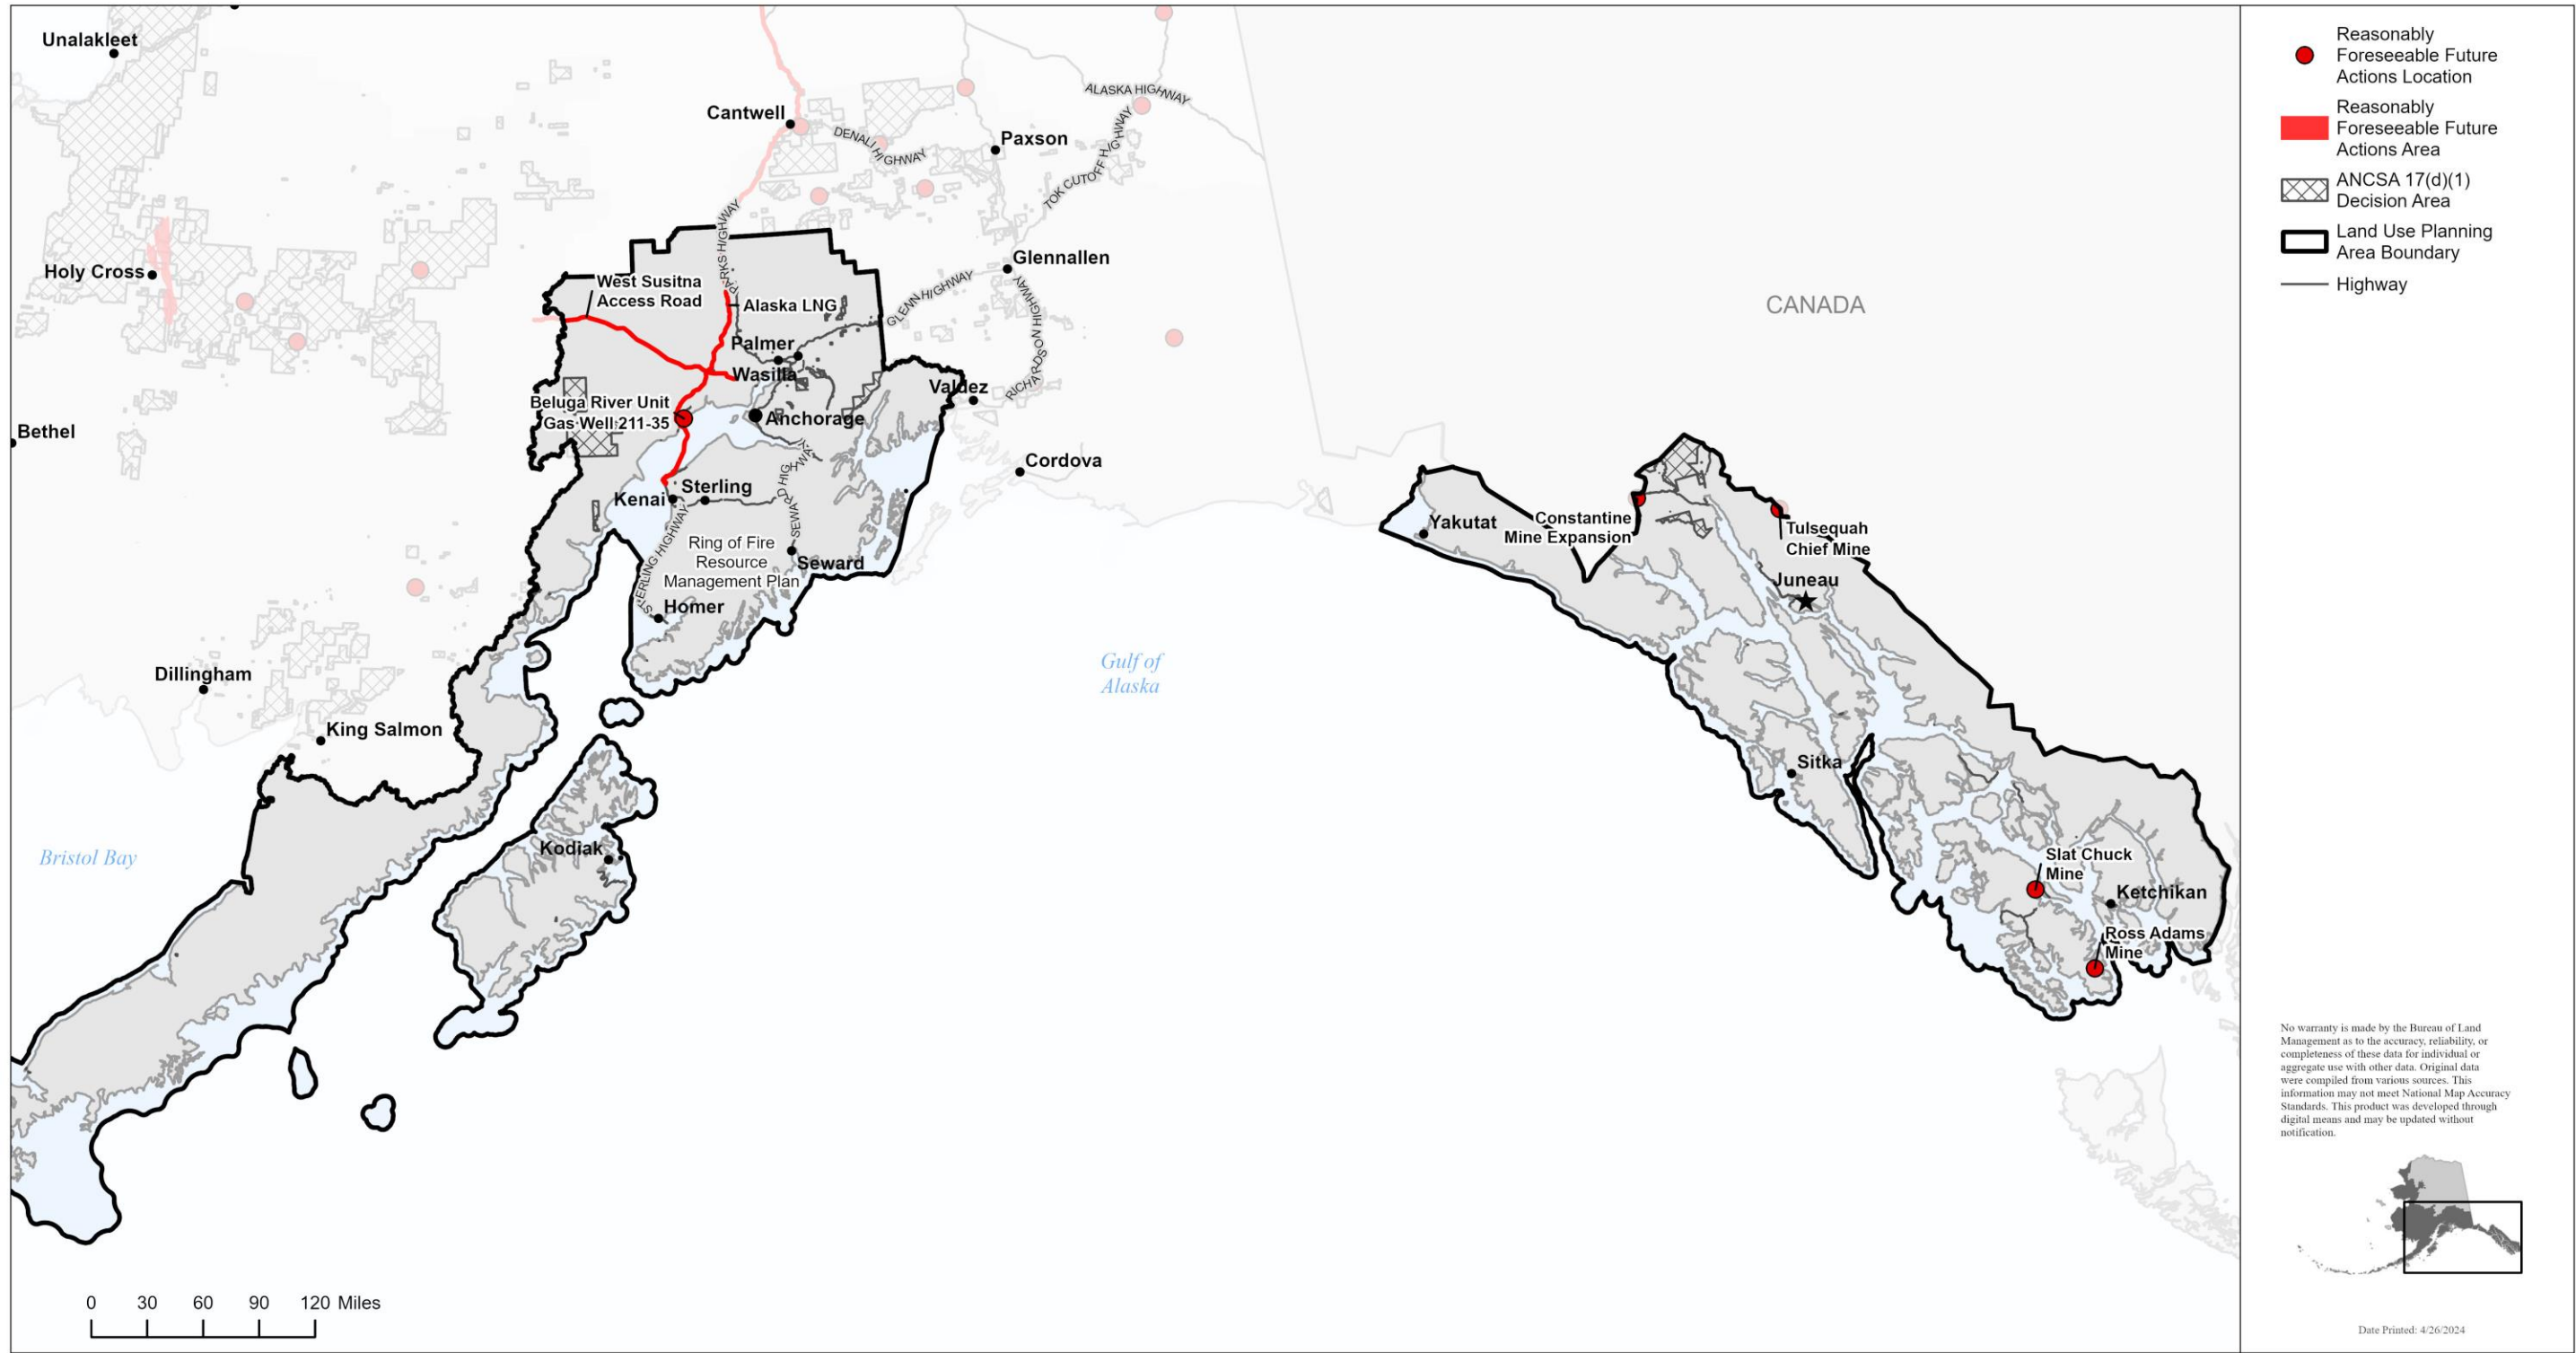 Unalakleet
Cantwell
ALASKA HIGHWAY
DENALI HIGHWAY
Paxson
TOK CUTOFF HIGHWAY
PARKS HIGHWAY
Holy Cross
West Susitna
Access Road
Alaska LNG
Glennallen
GLENN HIGHWAY
RICHARDSON HIGHWAY
CANADA
Palmer
Wasilla
Valdez
Beluga River Unit
Gas Well 211-35
Anchorage
Bethel
Cordova
SEWARD HIGHWAY
Kenai
Sterling
STERLING HIGHWAY
Ring of Fire
Resource
Management Plan
Seward
Homer
Yakutat
Constantine
Mine Expansion
Tulsequah
Chief Mine
Juneau
Gulf of
Alaska
Dillingham
King Salmon
Sitka
Kodiak
Bristol Bay
Slat Chuck
Mine
Ketchikan
Ross Adams
Mine
0 30 60 90 120 Miles
Reasonably
Foreseeable Future
Actions Location
Reasonably
Foreseeable Future
Actions Area
ANCSA 17(d)(1)
Decision Area
Land Use Planning
Area Boundary
Highway
No warranty is made by the Bureau of Land
Management as to the accuracy, reliability, or
completeness of these data for individual or
aggregate use with other data. Original data
were compiled from various sources. This
information may not meet National Map Accuracy
Standards. This product was developed through
digital means and may be updated without
notification.
Date Printed: 4/26/2024